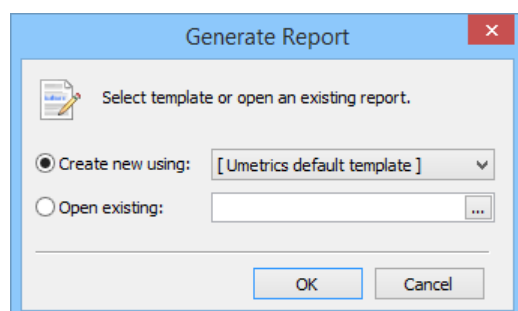 Generate Report
Select template or open an existing report.
Create new using: [ Umetrics default template ]
Open existing: ...
OK Cancel